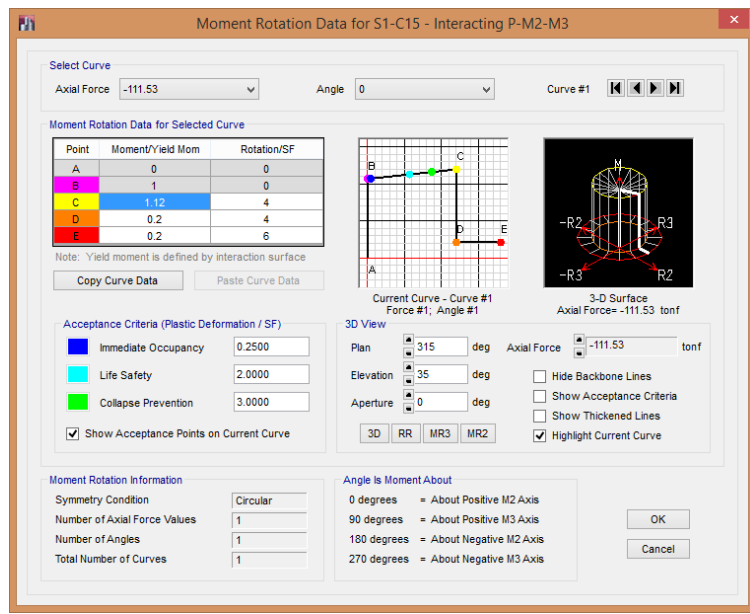 Moment Rotation Data for S1-C15 - Interacting P-M2-M3
Select Curve
Axial Force -111.53 Angle 0 Curve #1
Moment Rotation Data for Selected Curve
Point Moment/Yield Mom Rotation/SF
A 0 0
B 1 0
C 1.12 4
D 0.2 4
E 0.2 6
Note: Yield moment is defined by interaction surface
Copy Curve Data Paste Curve Data
B C
D E
A
Current Curve - Curve #1
Force #1; Angle #1
M
-R2 R3
-R3 R2
3-D Surface
Axial Force= -111.53 tonf
Acceptance Criteria (Plastic Deformation / SF)
Immediate Occupancy 0.2500
Life Safety 2.0000
Collapse Prevention 3.0000
Show Acceptance Points on Current Curve
3D View
Plan 315 deg Axial Force -111.53 tonf
Elevation 35 deg
Aperture 0 deg
3D RR MR3 MR2
Hide Backbone Lines
Show Acceptance Criteria
Show Thickened Lines
Highlight Current Curve
Moment Rotation Information
Symmetry Condition Circular
Number of Axial Force Values 1
Number of Angles 1
Total Number of Curves 1
Angle Is Moment About
0 degrees = About Positive M2 Axis
90 degrees = About Positive M3 Axis
180 degrees = About Negative M2 Axis
270 degrees = About Negative M3 Axis
OK
Cancel